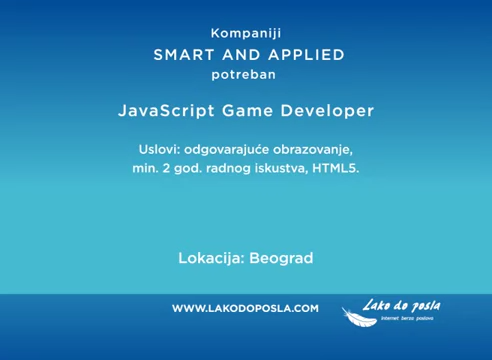 Kompaniji
SMART AND APPLIED
potreban
JavaScript Game Developer
Uslovi: odgovarajuće obrazovanje,
min. 2 god. radnog iskustva, HTML5.
Lokacija: Beograd
WWW.LAKODOPOSLA.COM
Lako do posla
internet berza poslova